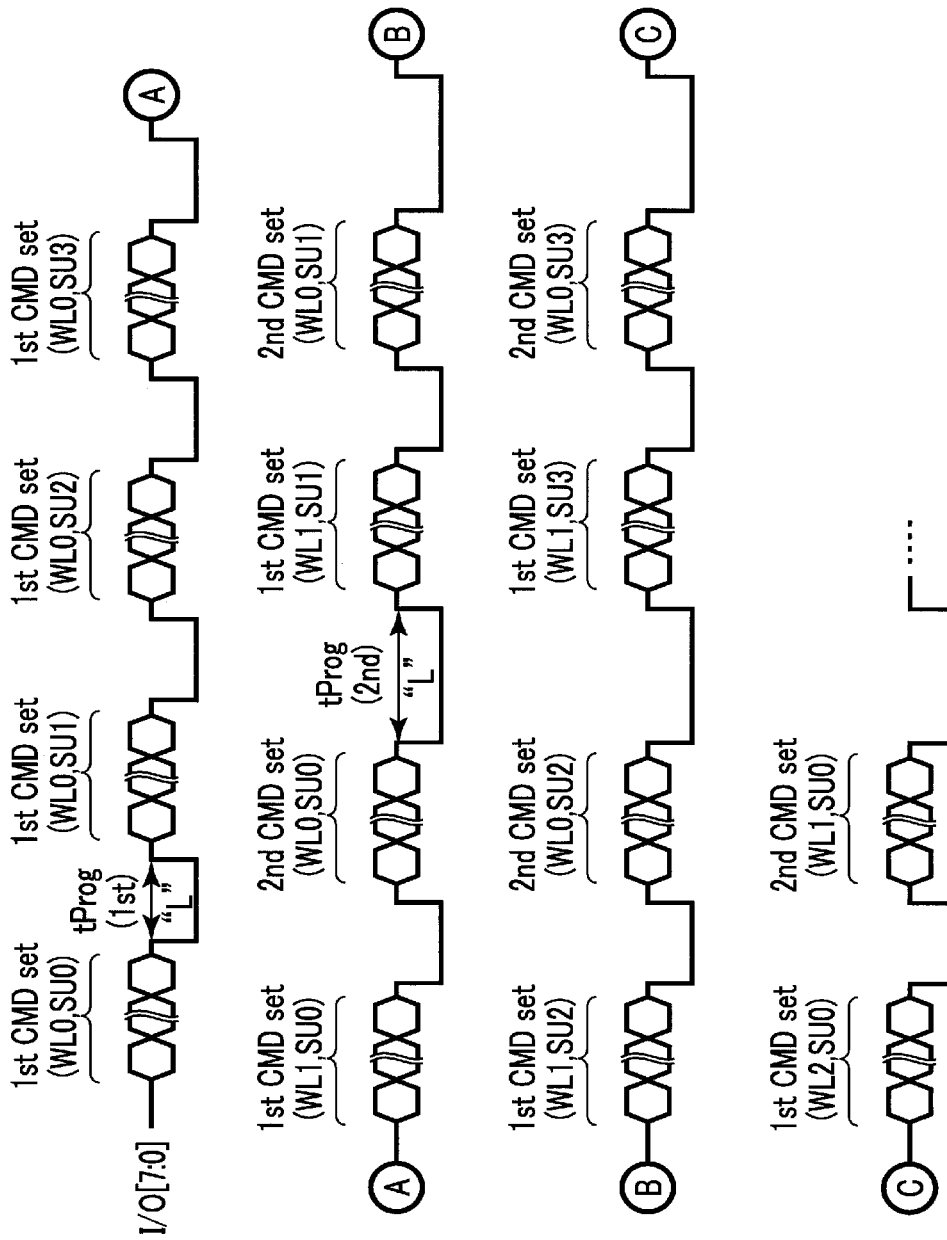 1st CMD set
(WL0,SU0)
tProg
(1st)
“L”
1st CMD set
(WL0,SU1)
1st CMD set
(WL0,SU2)
1st CMD set
(WL0,SU3)
I/O[7:0]
A
1st CMD set
(WL1,SU0)
2nd CMD set
(WL0,SU0)
tProg
(2nd)
“L”
1st CMD set
(WL1,SU1)
2nd CMD set
(WL0,SU1)
A
B
1st CMD set
(WL1,SU2)
2nd CMD set
(WL0,SU2)
1st CMD set
(WL1,SU3)
2nd CMD set
(WL0,SU3)
B
C
1st CMD set
(WL2,SU0)
2nd CMD set
(WL1,SU0)
C